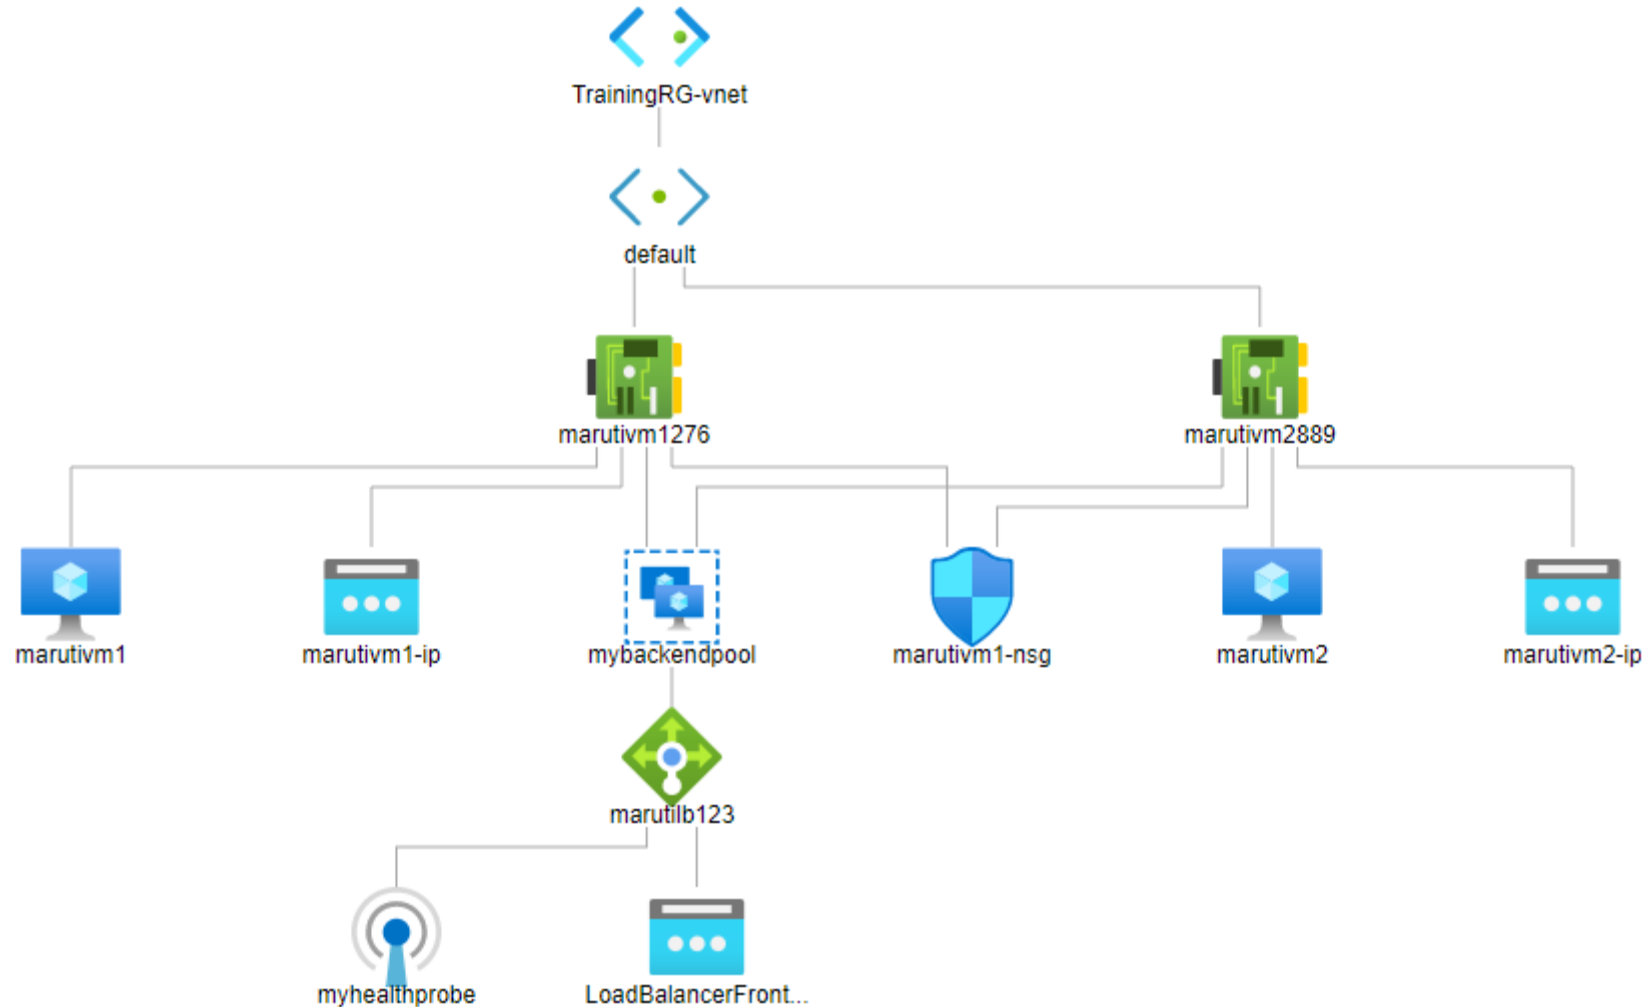 TrainingRG-vnet
default
marutivm1276
marutivm2889
marutivm1
marutivm1-ip
mybackendpool
marutivm1-nsg
marutivm2
marutivm2-ip
marutilb123
myhealthprobe
LoadBalancerFront...